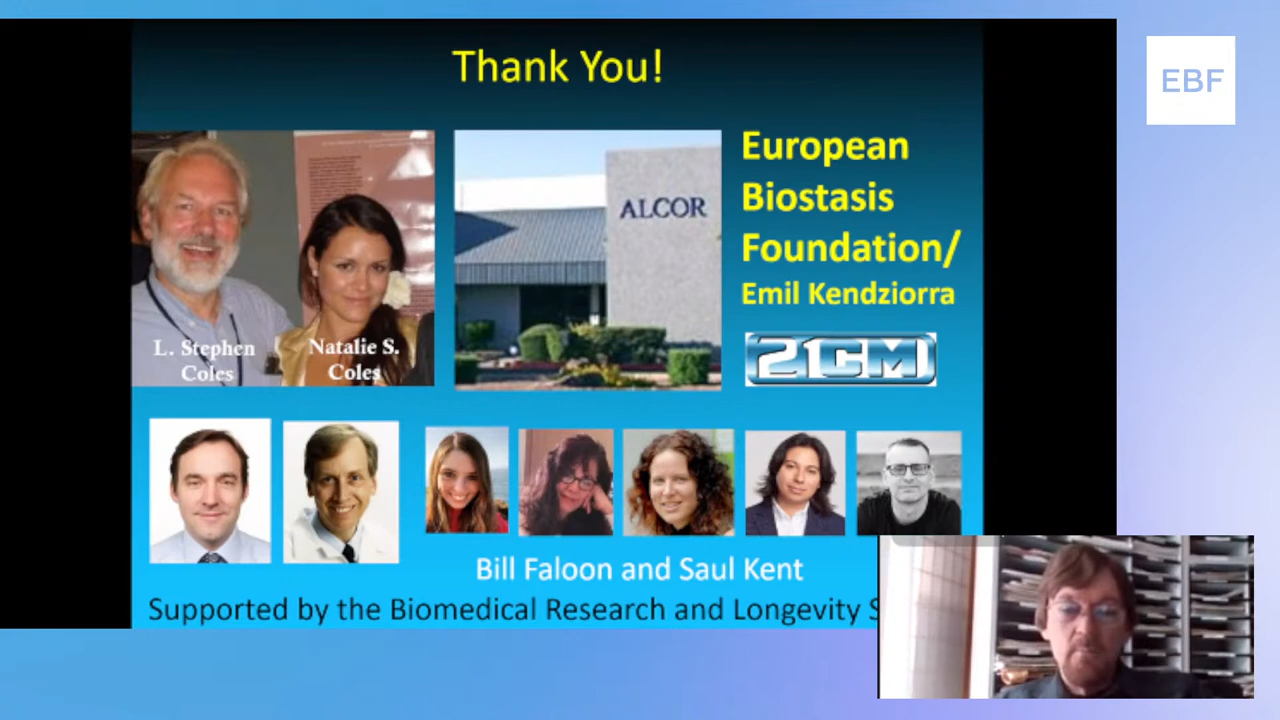 Thank You!
EBF
L. Stephen
Coles
Natalie S.
Coles
ALCOR
European
Biostasis
Foundation/
Emil Kendziorra
21CM
Bill Faloon and Saul Kent
Supported by the Biomedical Research and Longevity